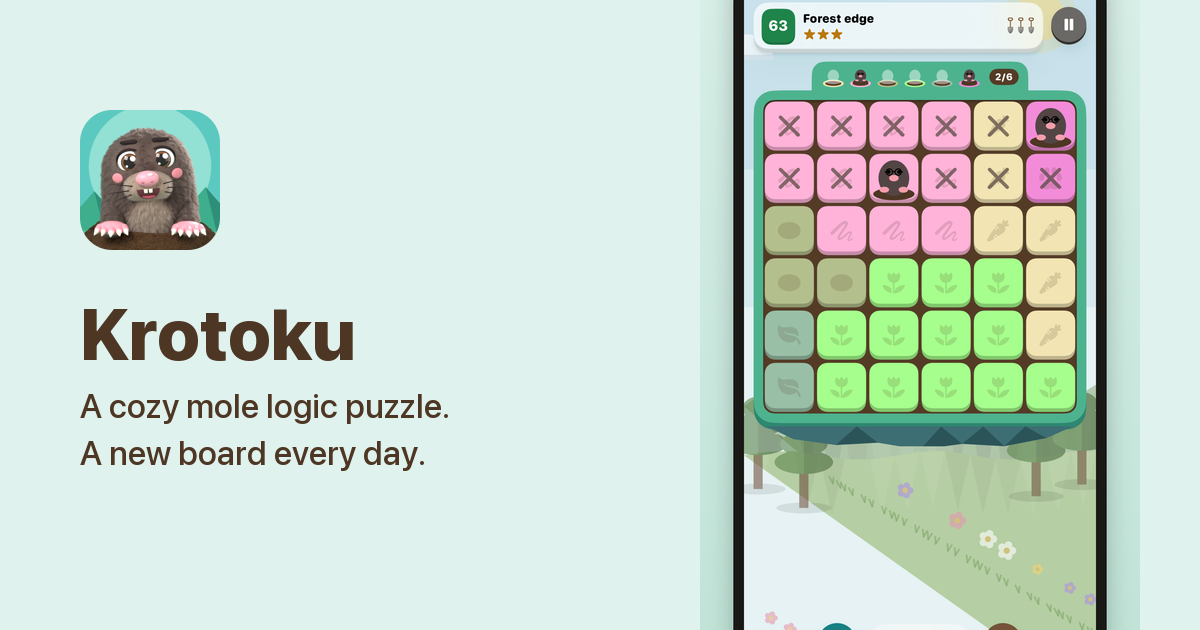 63
Forest edge
2/6
Krotoku
A cozy mole logic puzzle.
A new board every day.